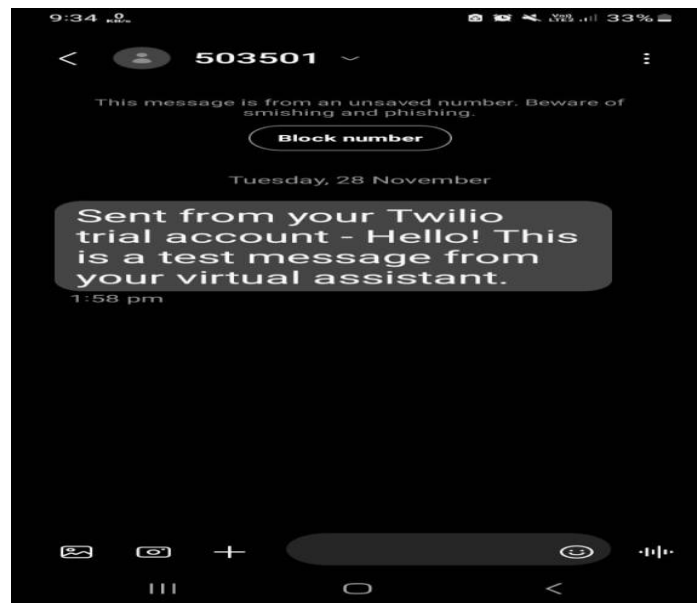 9:34 0 KB/s 33%
503501
This message is from an unsaved number. Beware of
smishing and phishing.
Block number
Tuesday, 28 November
Sent from your Twilio
trial account - Hello! This
is a test message from
your virtual assistant.
1:58 pm